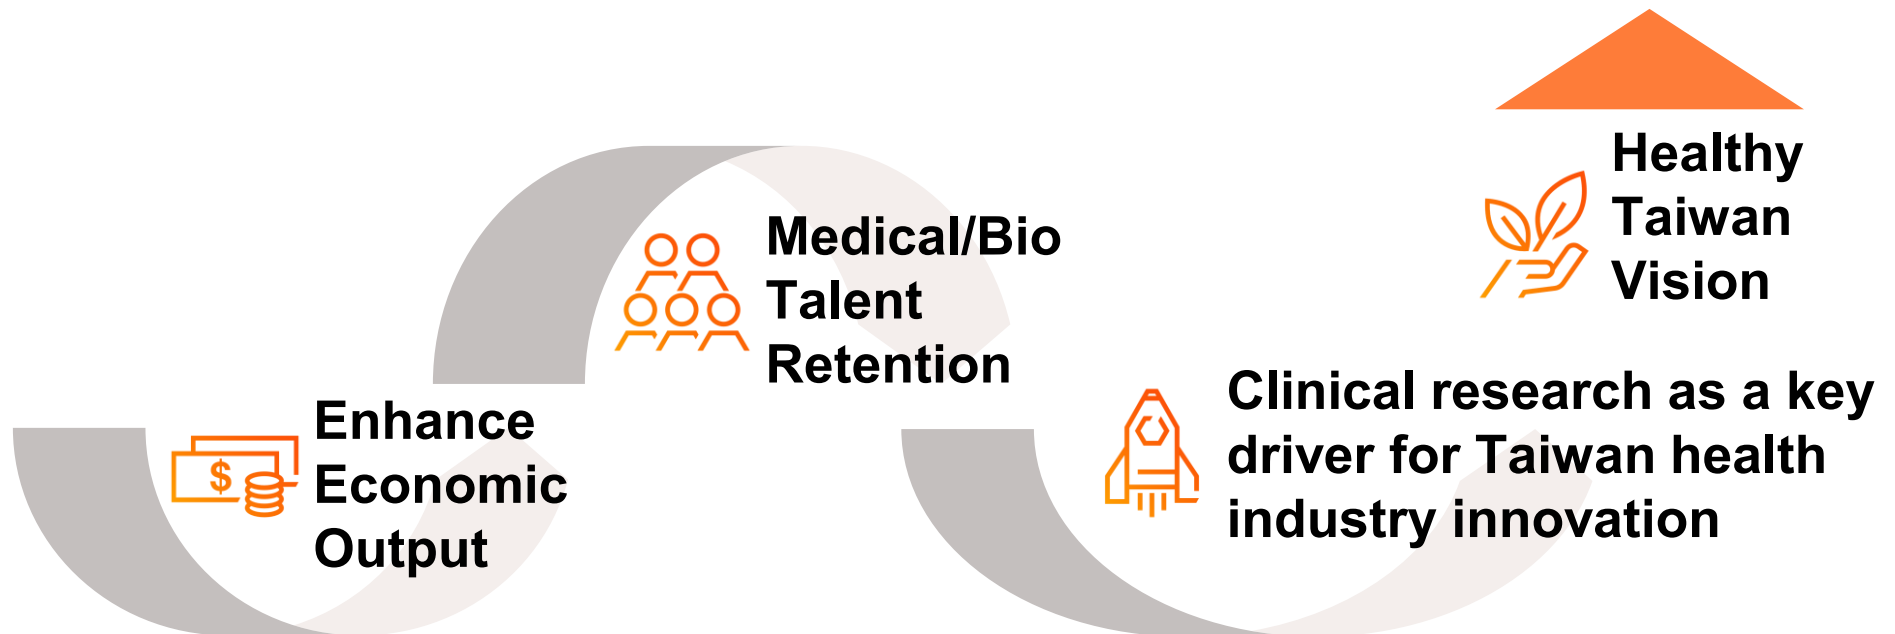 Enhance
Economic
Output
$
Medical/Bio
Talent
Retention
Clinical research as a key
driver for Taiwan health
industry innovation
Healthy
Taiwan
Vision